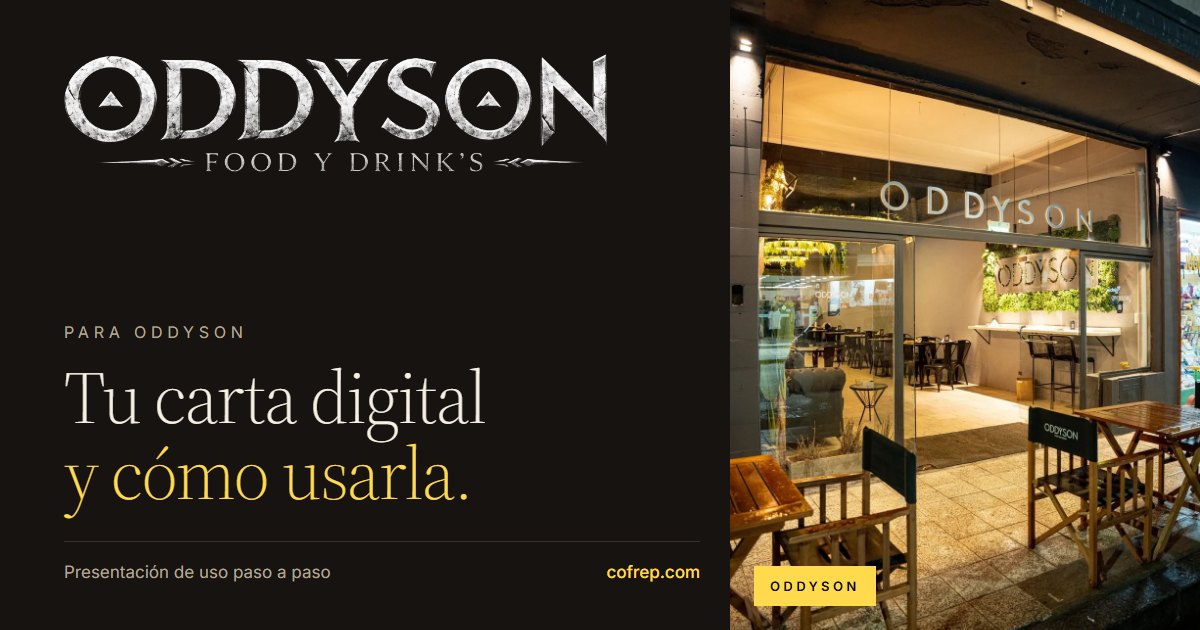 ODDYSON
FOOD Y DRINK'S
PARA ODDYSON
Tu carta digital
y cómo usarla.
Presentación de uso paso a paso
cofrep.com
ODDYSON
ODDYSON
ODDYSON
ODDYSON